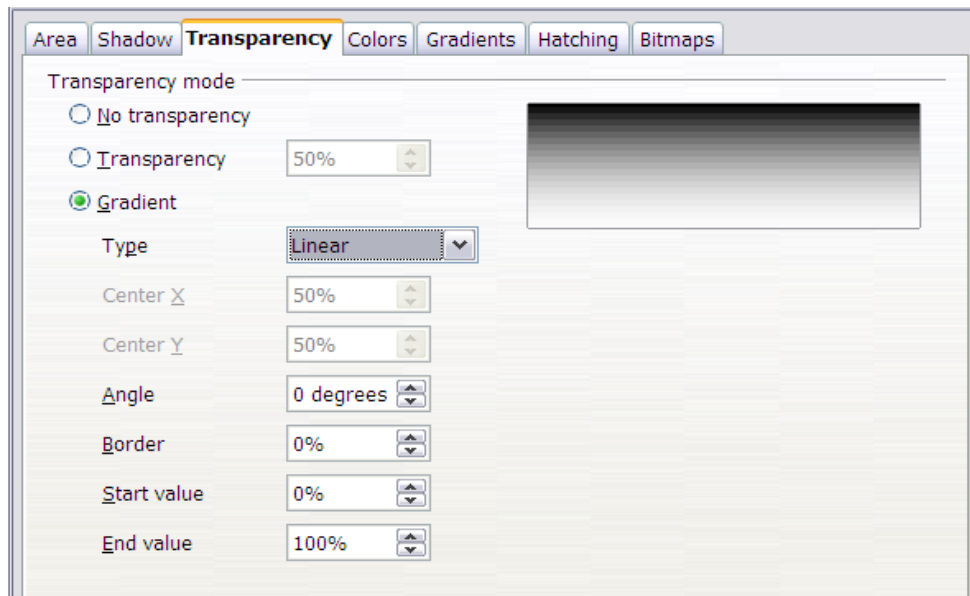 Area Shadow Transparency Colors Gradients Hatching Bitmaps
Transparency mode
No transparency
Transparency 50%
Gradient
Type Linear
Center X 50%
Center Y 50%
Angle 0 degrees
Border 0%
Start value 0%
End value 100%